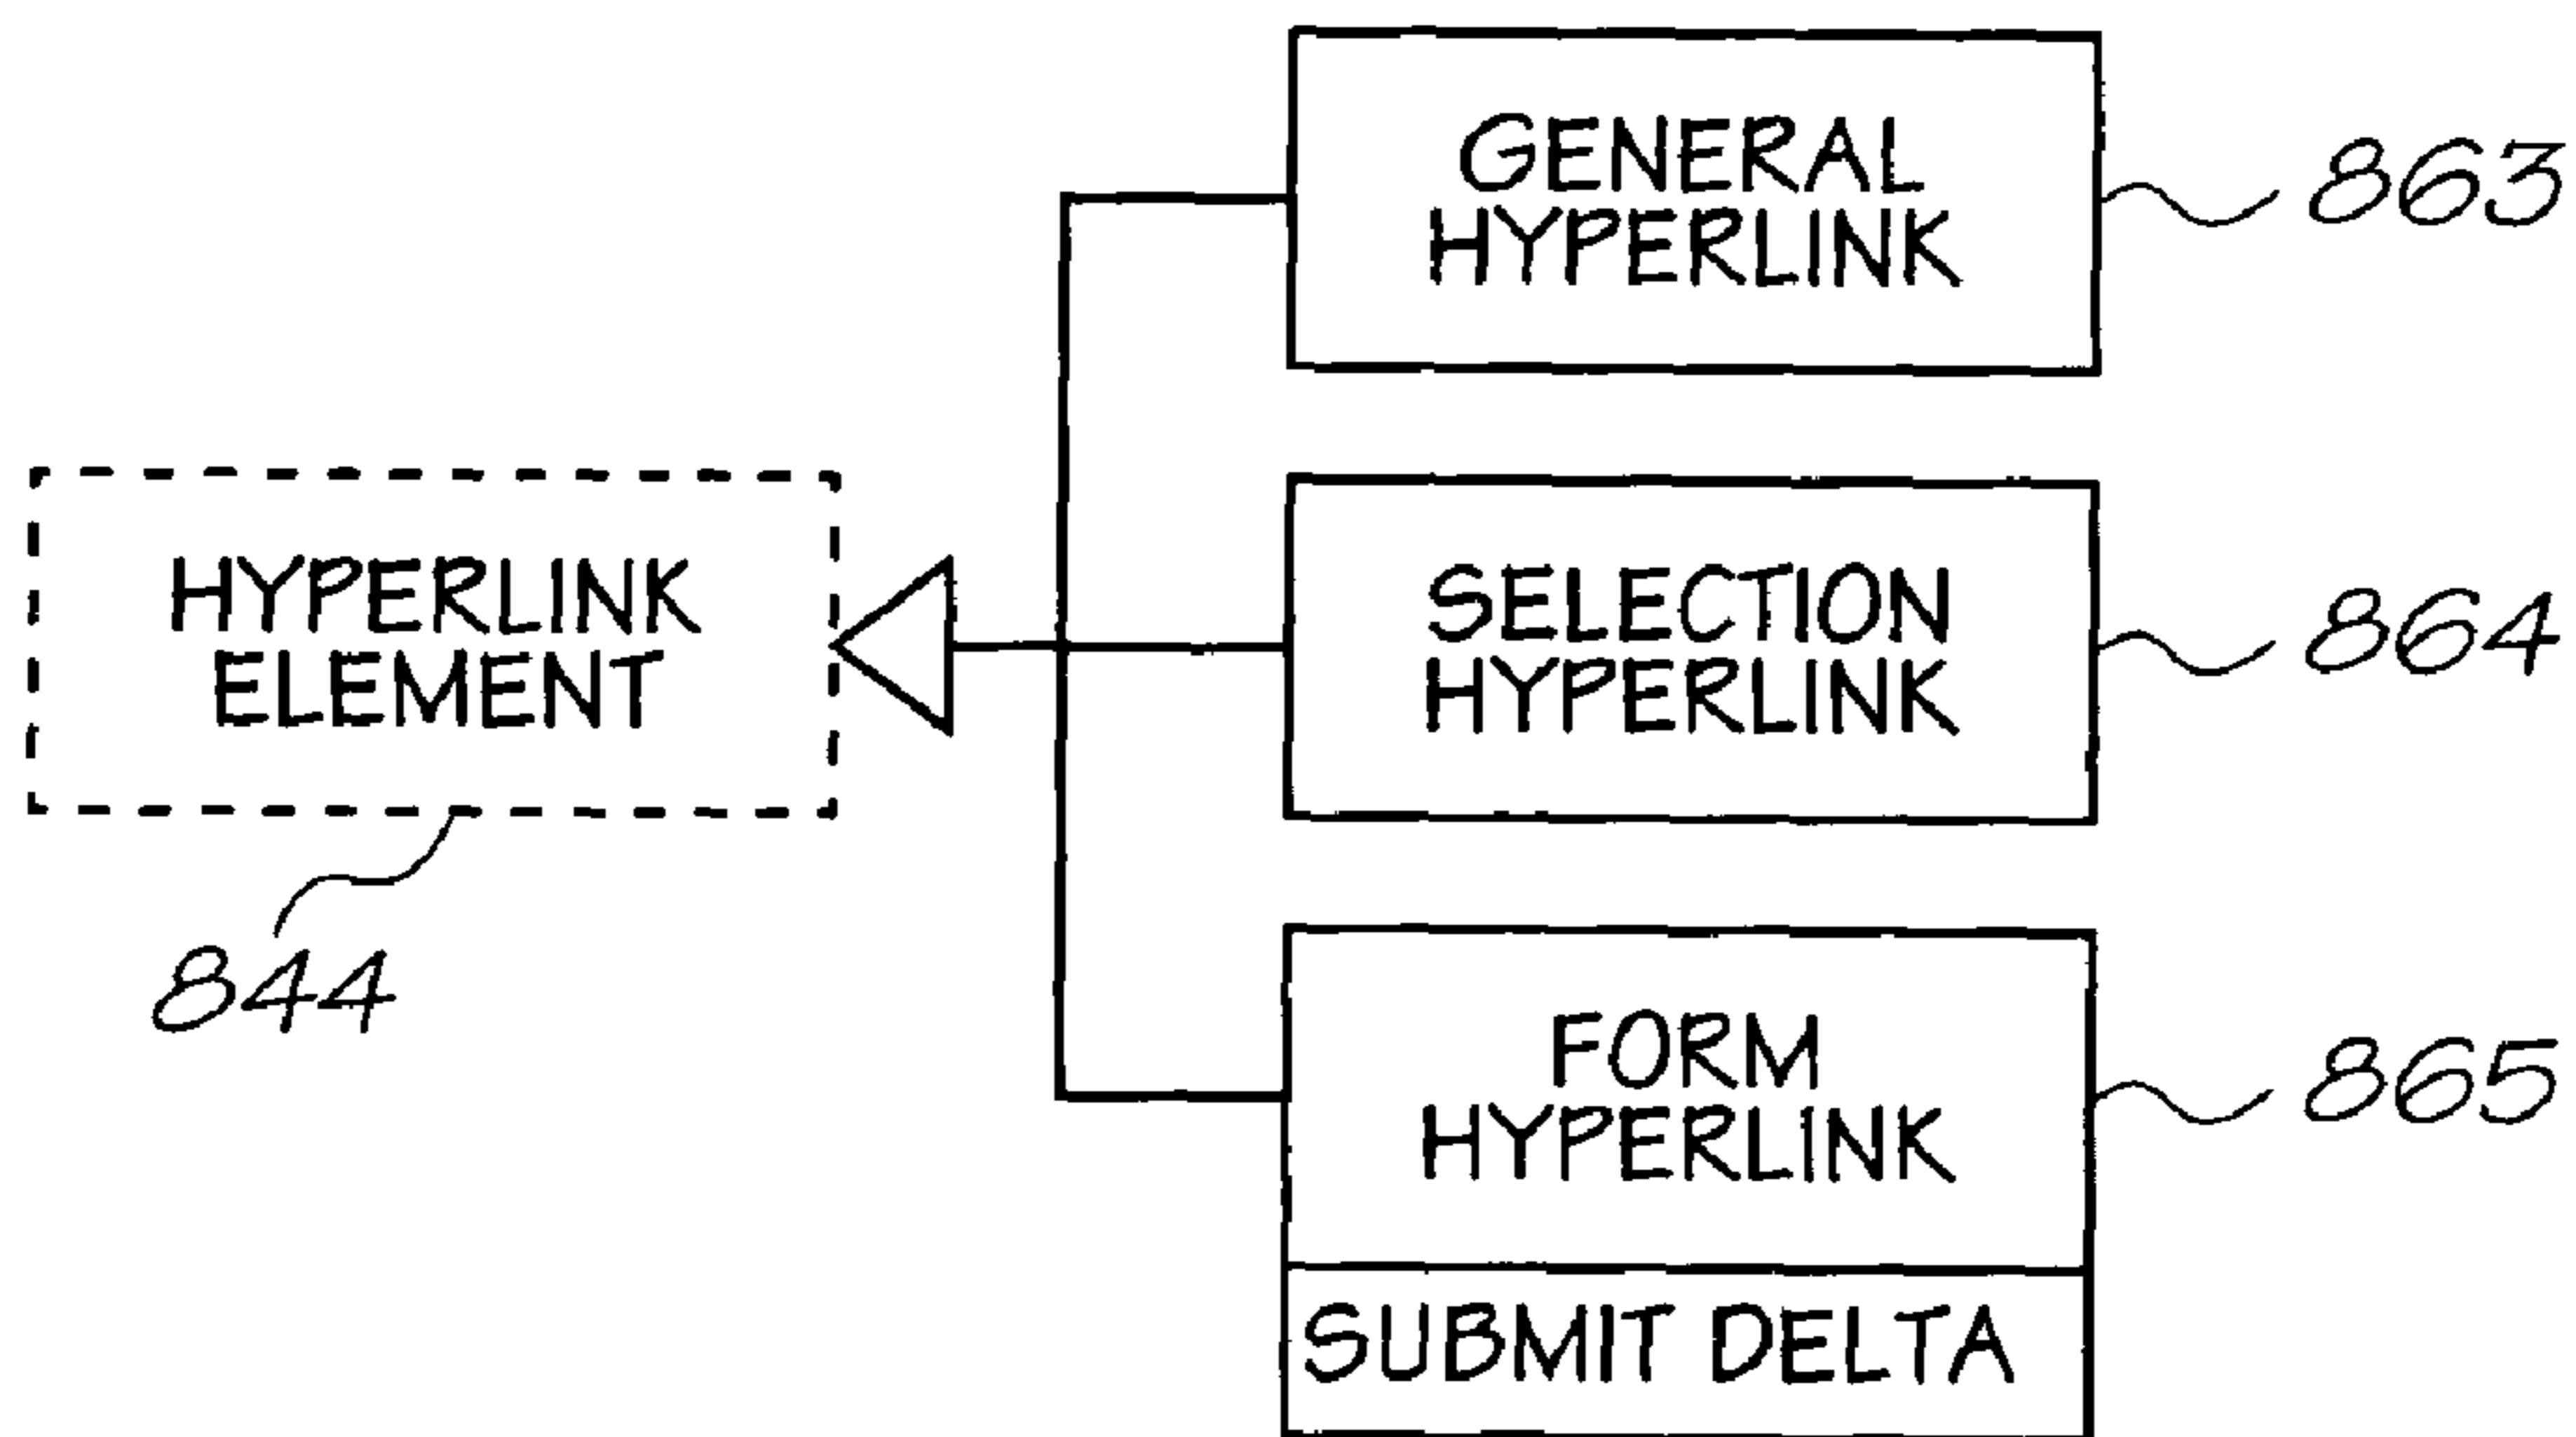 GENERAL
HYPERLINK
863
HYPERLINK
ELEMENT
844
SELECTION
HYPERLINK
864
FORM
HYPERLINK
865
SUBMIT DELTA